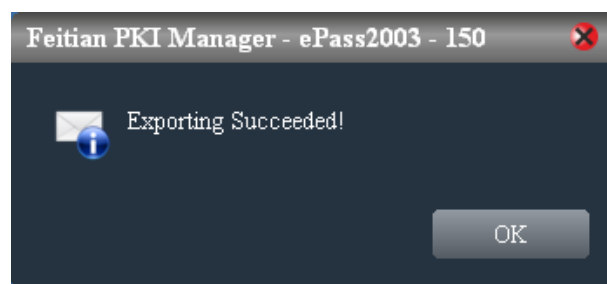 Feitian PKI Manager - ePass2003 - 150
Exporting Succeeded!
OK